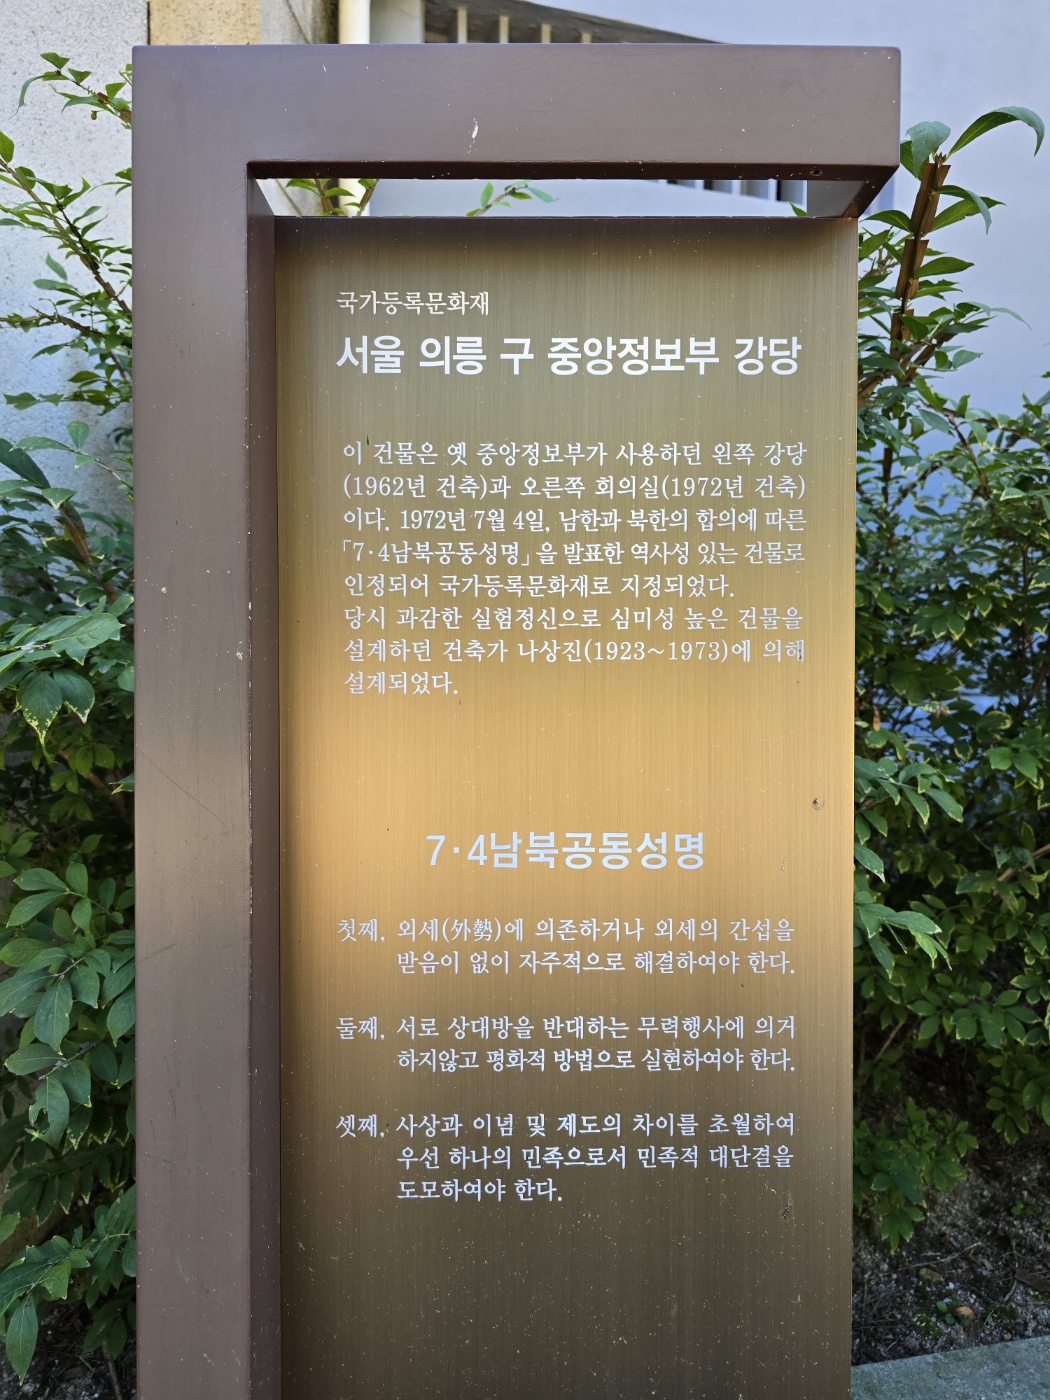 국가등록문화재
서울 의릉 구 중앙정보부 강당
이 건물은 옛 중앙정보부가 사용하던 왼쪽 강당
(1962년 건축)과 오른쪽 회의실(1972년 건축)
이다. 1972년 7월 4일, 남한과 북한의 합의에 따른
「7·4남북공동성명」을 발표한 역사성 있는 건물로
인정되어 국가등록문화재로 지정되었다.
당시 과감한 실험정신으로 심미성 높은 건물을
설계하던 건축가 나상진(1923~1973)에 의해
설계되었다.
7·4남북공동성명
첫째, 외세(外勢)에 의존하거나 외세의 간섭을
받음이 없이 자주적으로 해결하여야 한다.
둘째, 서로 상대방을 반대하는 무력행사에 의거
하지않고 평화적 방법으로 실현하여야 한다.
셋째, 사상과 이념 및 제도의 차이를 초월하여
우선 하나의 민족으로서 민족적 대단결을
도모하여야 한다.